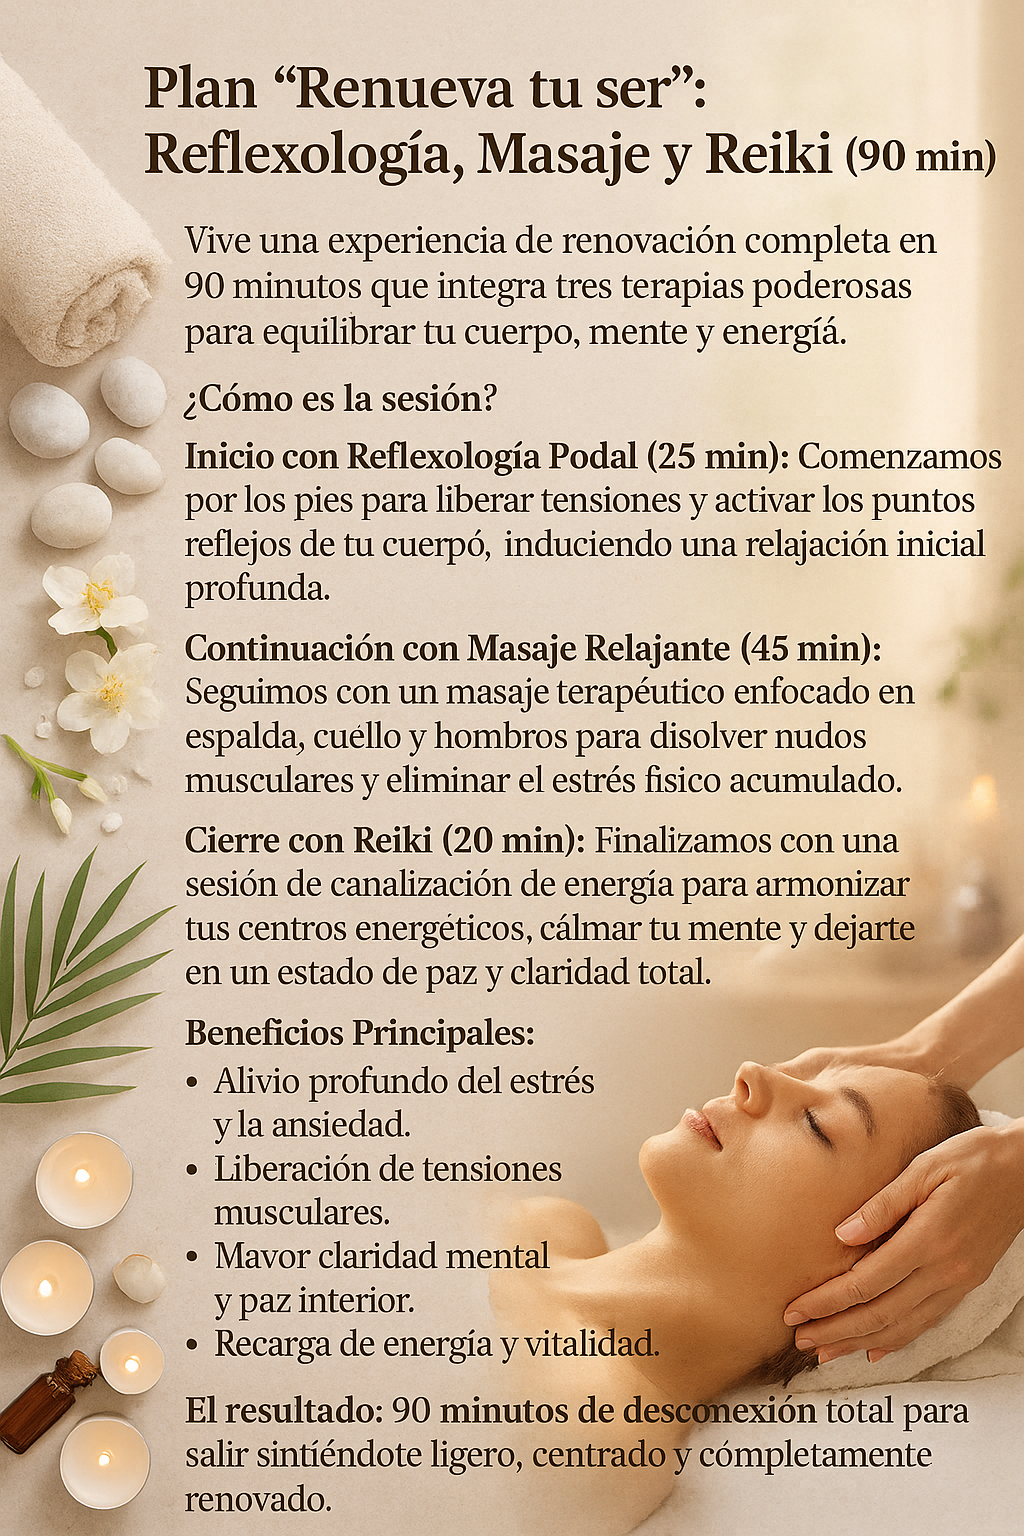 Plan “Renueva tu ser”:
Reflexología, Masaje y Reiki (90 min)
Vive una experiencia de renovación completa en
90 minutos que integra tres terapias poderosas
para equilibrar tu cuerpo, mente y energíá.
¿Cómo es la sesión?
Inicio con Reflexología Podal (25 min): Comenzamos
por los pies para liberar tensiones y activar los puntos
reflejos de tu cuerpó, induciendo una relajación inicial
profunda.
Continuación con Masaje Relajante (45 min):
Seguimos con un masaje terapéutico enfocado en
espalda, cuéllo y hombros para disolver nudos
musculares y eliminar el estrés fisico acumulado.
Cierre con Reiki (20 min): Finalizamos con una
sesión de canalización de energía para armonizar
tus centros energéticos, cálmar tu mente y dejarte
en un estado de paz y claridad total.
Beneficios Principales:
• Alivio profundo del estrés
y la ansiedad.
• Liberación de tensiones
musculares.
• Mavor claridad mental
y paz interior.
• Recarga de energía y vitalidad.
El resultado: 90 minutos de desconexión total para
salir sintíéndote ligero, centrado y cómpletamente
renovado.